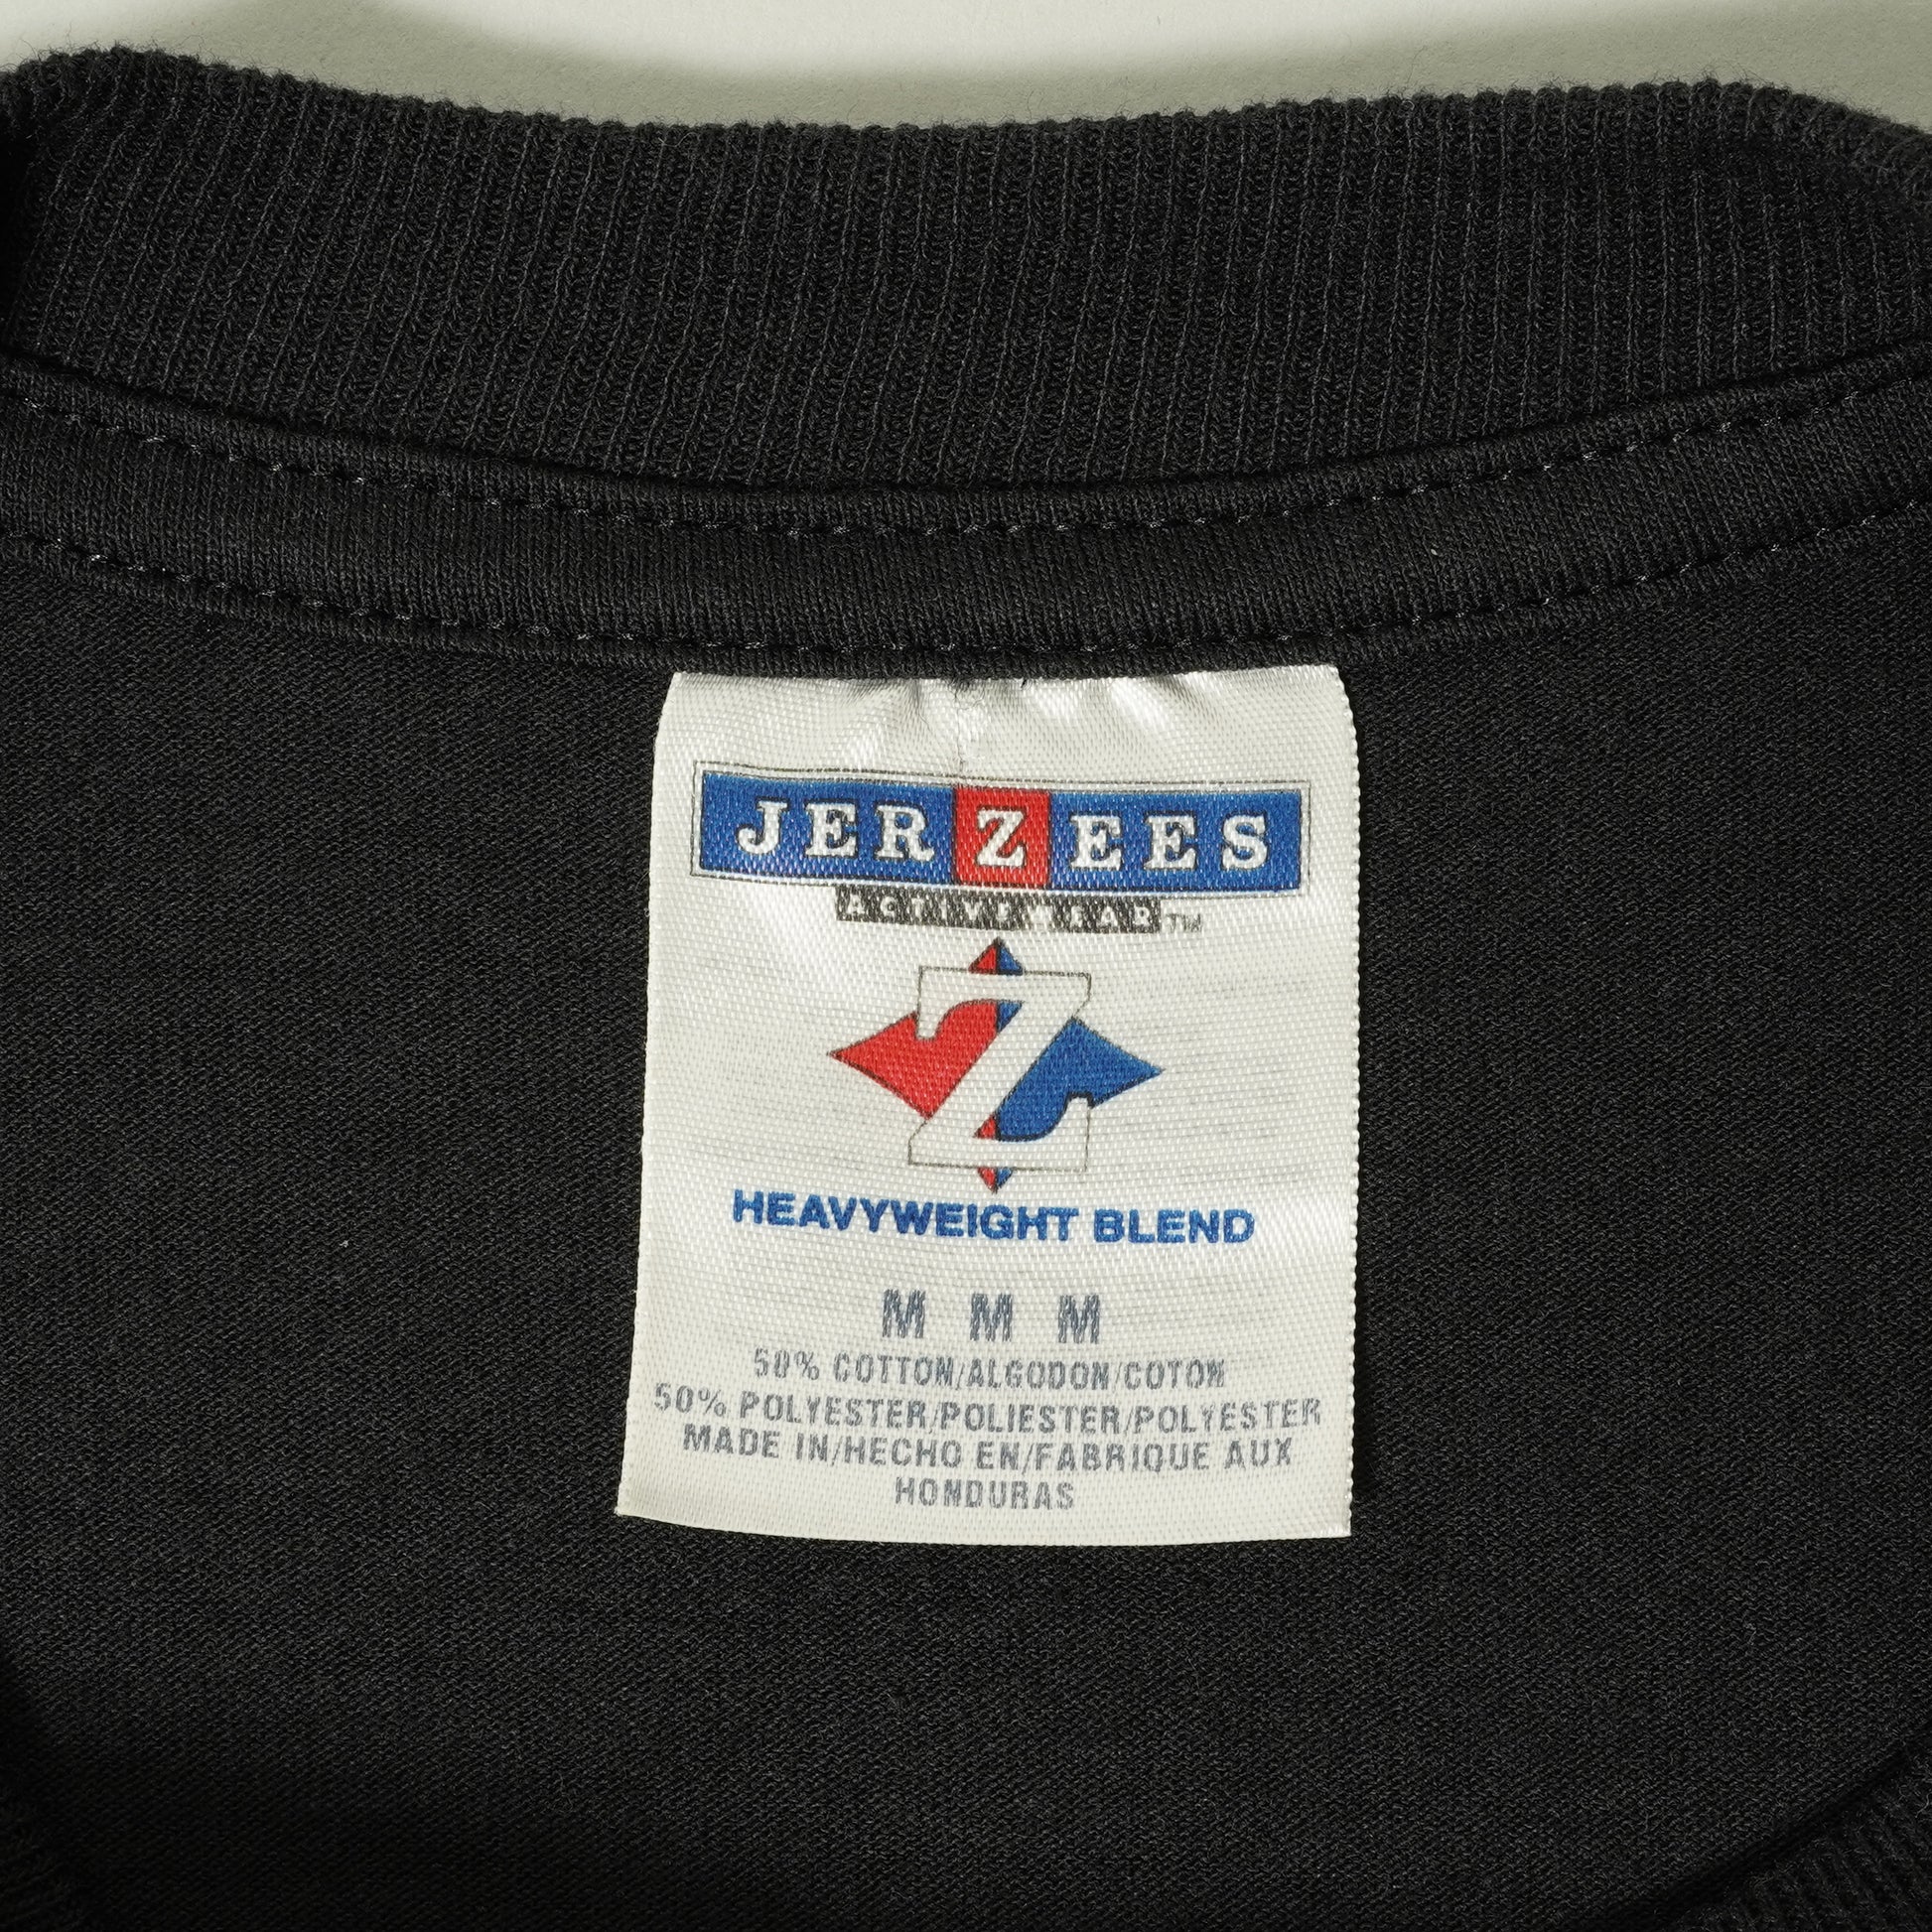 JERZEES
ACTIVEWEAR™
Z
HEAVYWEIGHT BLEND
M M M
50% COTTON/ALGODON/COTON
50% POLYESTER/POLIESTER/POLYESTER
MADE IN/HECHO EN/FABRIQUE AUX
HONDURAS